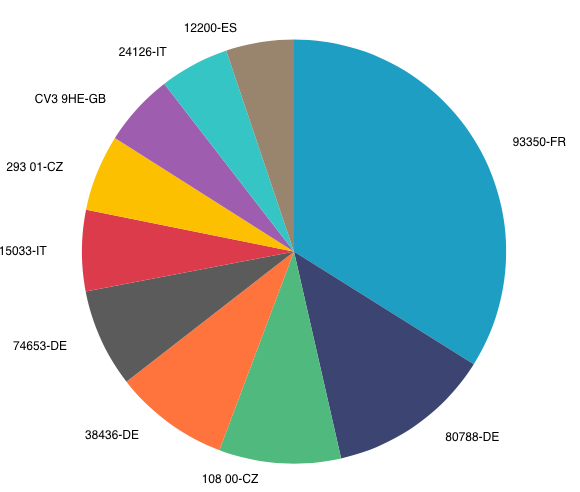 12200-ES
24126-IT
CV3 9HE-GB
93350-FR
293 01-CZ
15033-IT
74653-DE
38436-DE
80788-DE
108 00-CZ